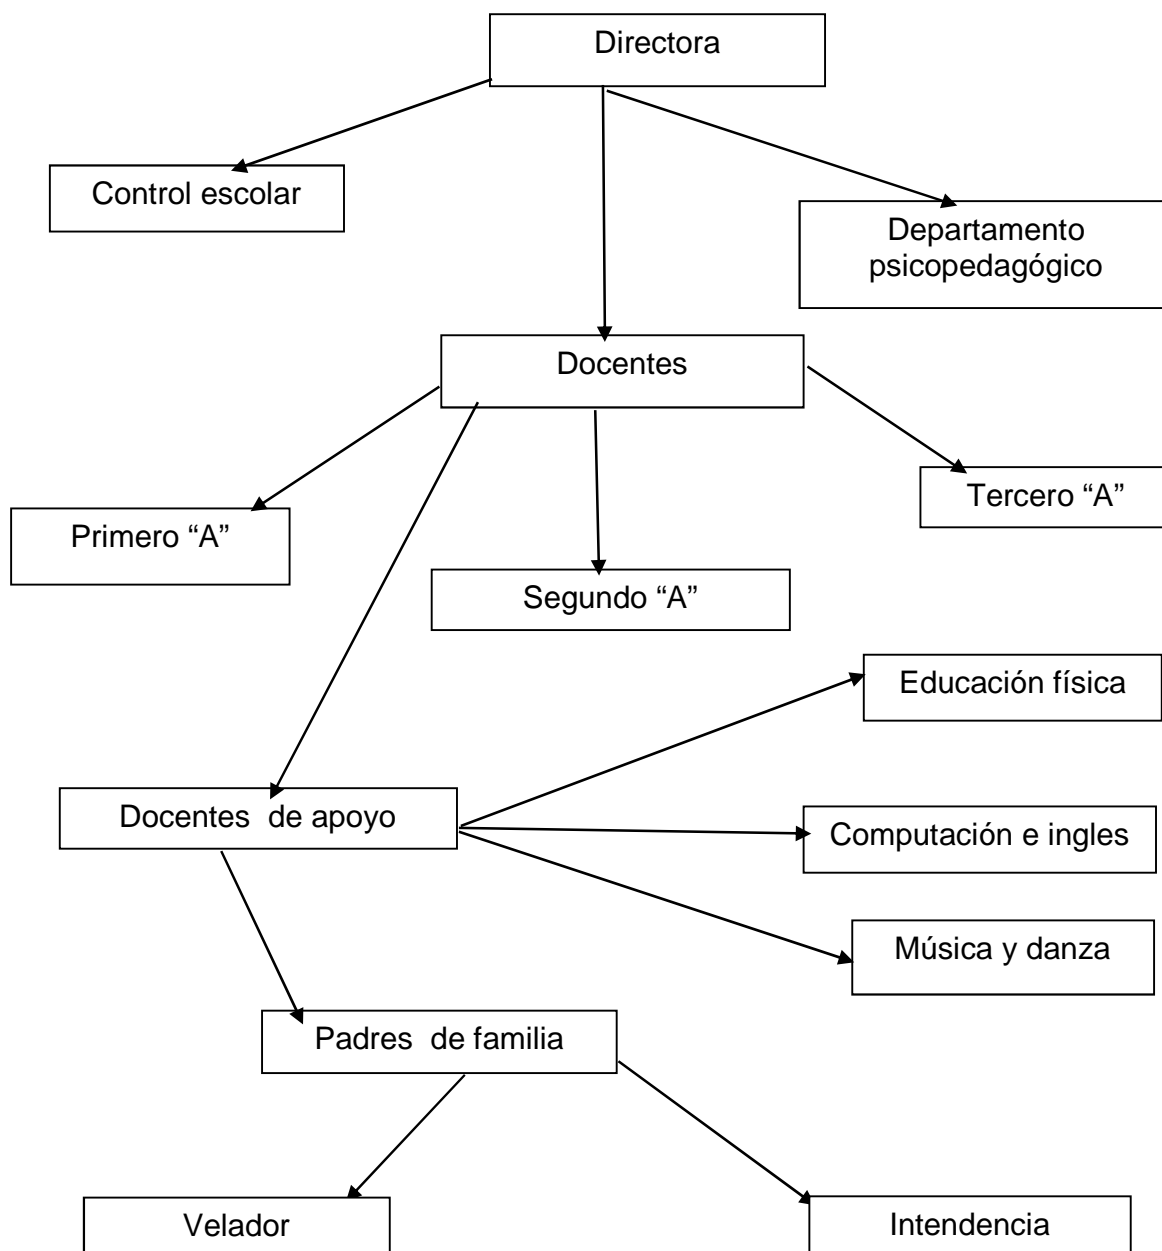 Directora
Control escolar
Departamento
psicopedagógico
Docentes
Tercero “A”
Primero “A”
Segundo “A”
Educación física
Docentes  de apoyo
Computación e ingles
Música y danza
Padres  de familia
Velador
Intendencia